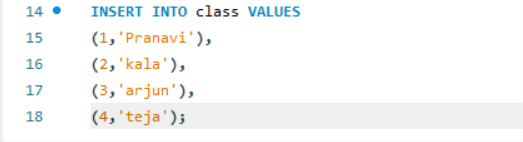 14 INSERT INTO class VALUES
15 (1,'Pranavi'),
16 (2,'kala'),
17 (3,'arjun'),
18 (4,'teja');